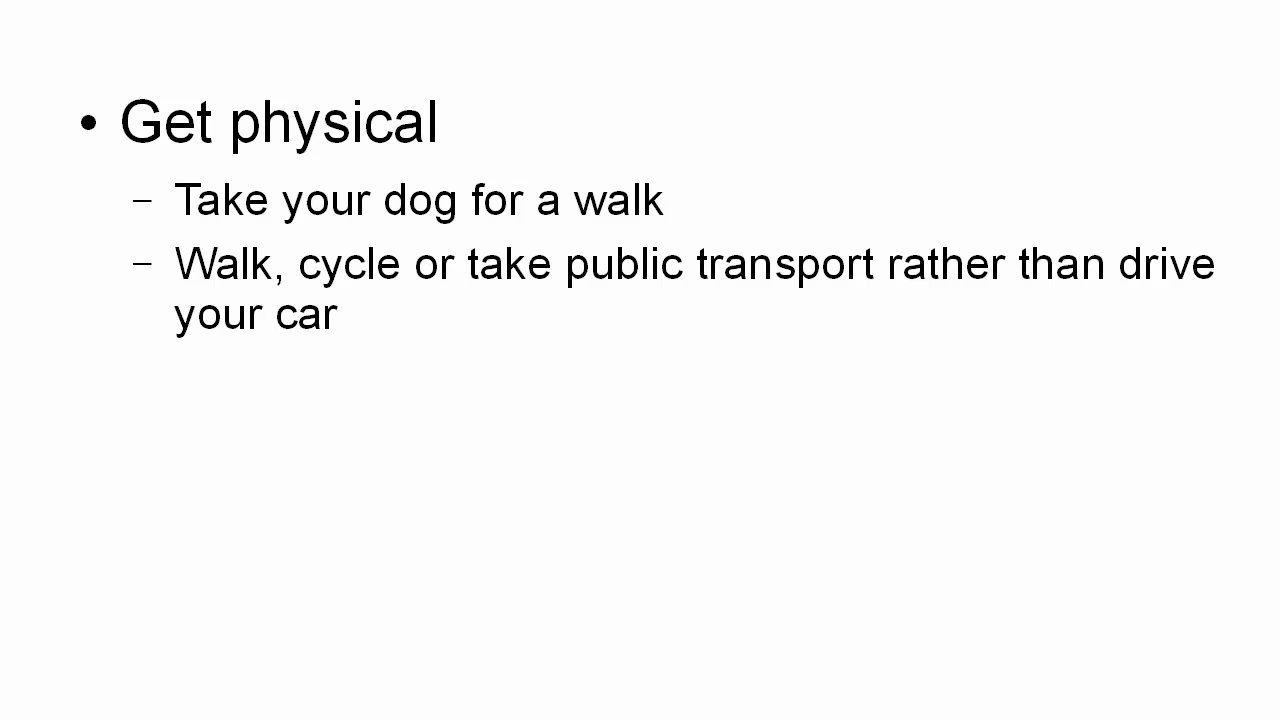 • Get physical
– Take your dog for a walk
– Walk, cycle or take public transport rather than drive
your car